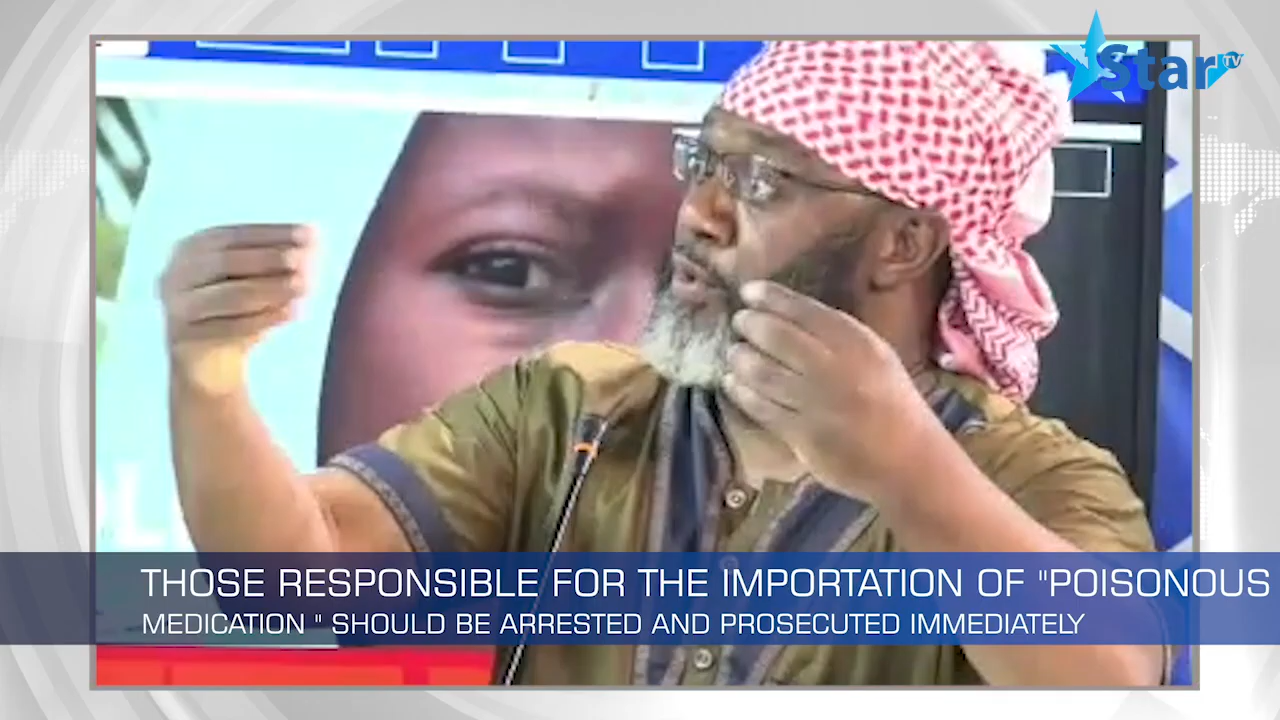 Star TV
THOSE RESPONSIBLE FOR THE IMPORTATION OF "POISONOUS
MEDICATION " SHOULD BE ARRESTED AND PROSECUTED IMMEDIATELY